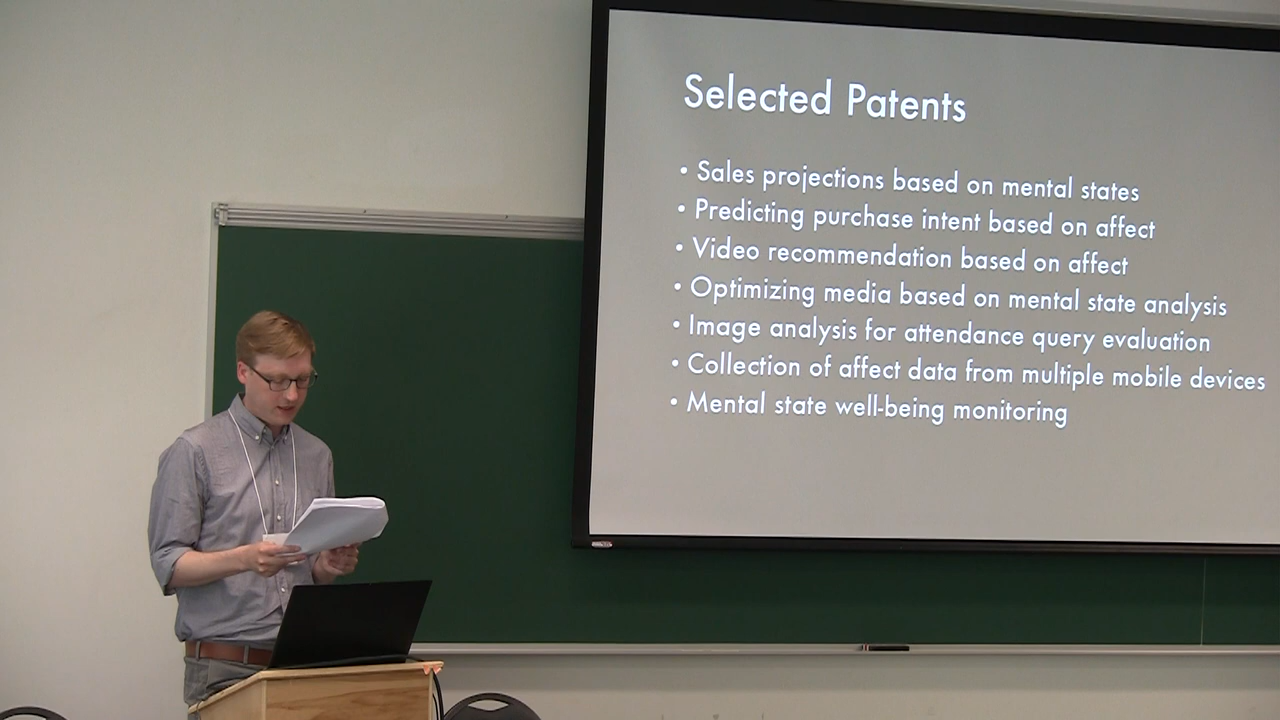 Selected Patents
• Sales projections based on mental states
• Predicting purchase intent based on affect
• Video recommendation based on affect
• Optimizing media based on mental state analysis
• Image analysis for attendance query evaluation
• Collection of affect data from multiple mobile devices
• Mental state well-being monitoring